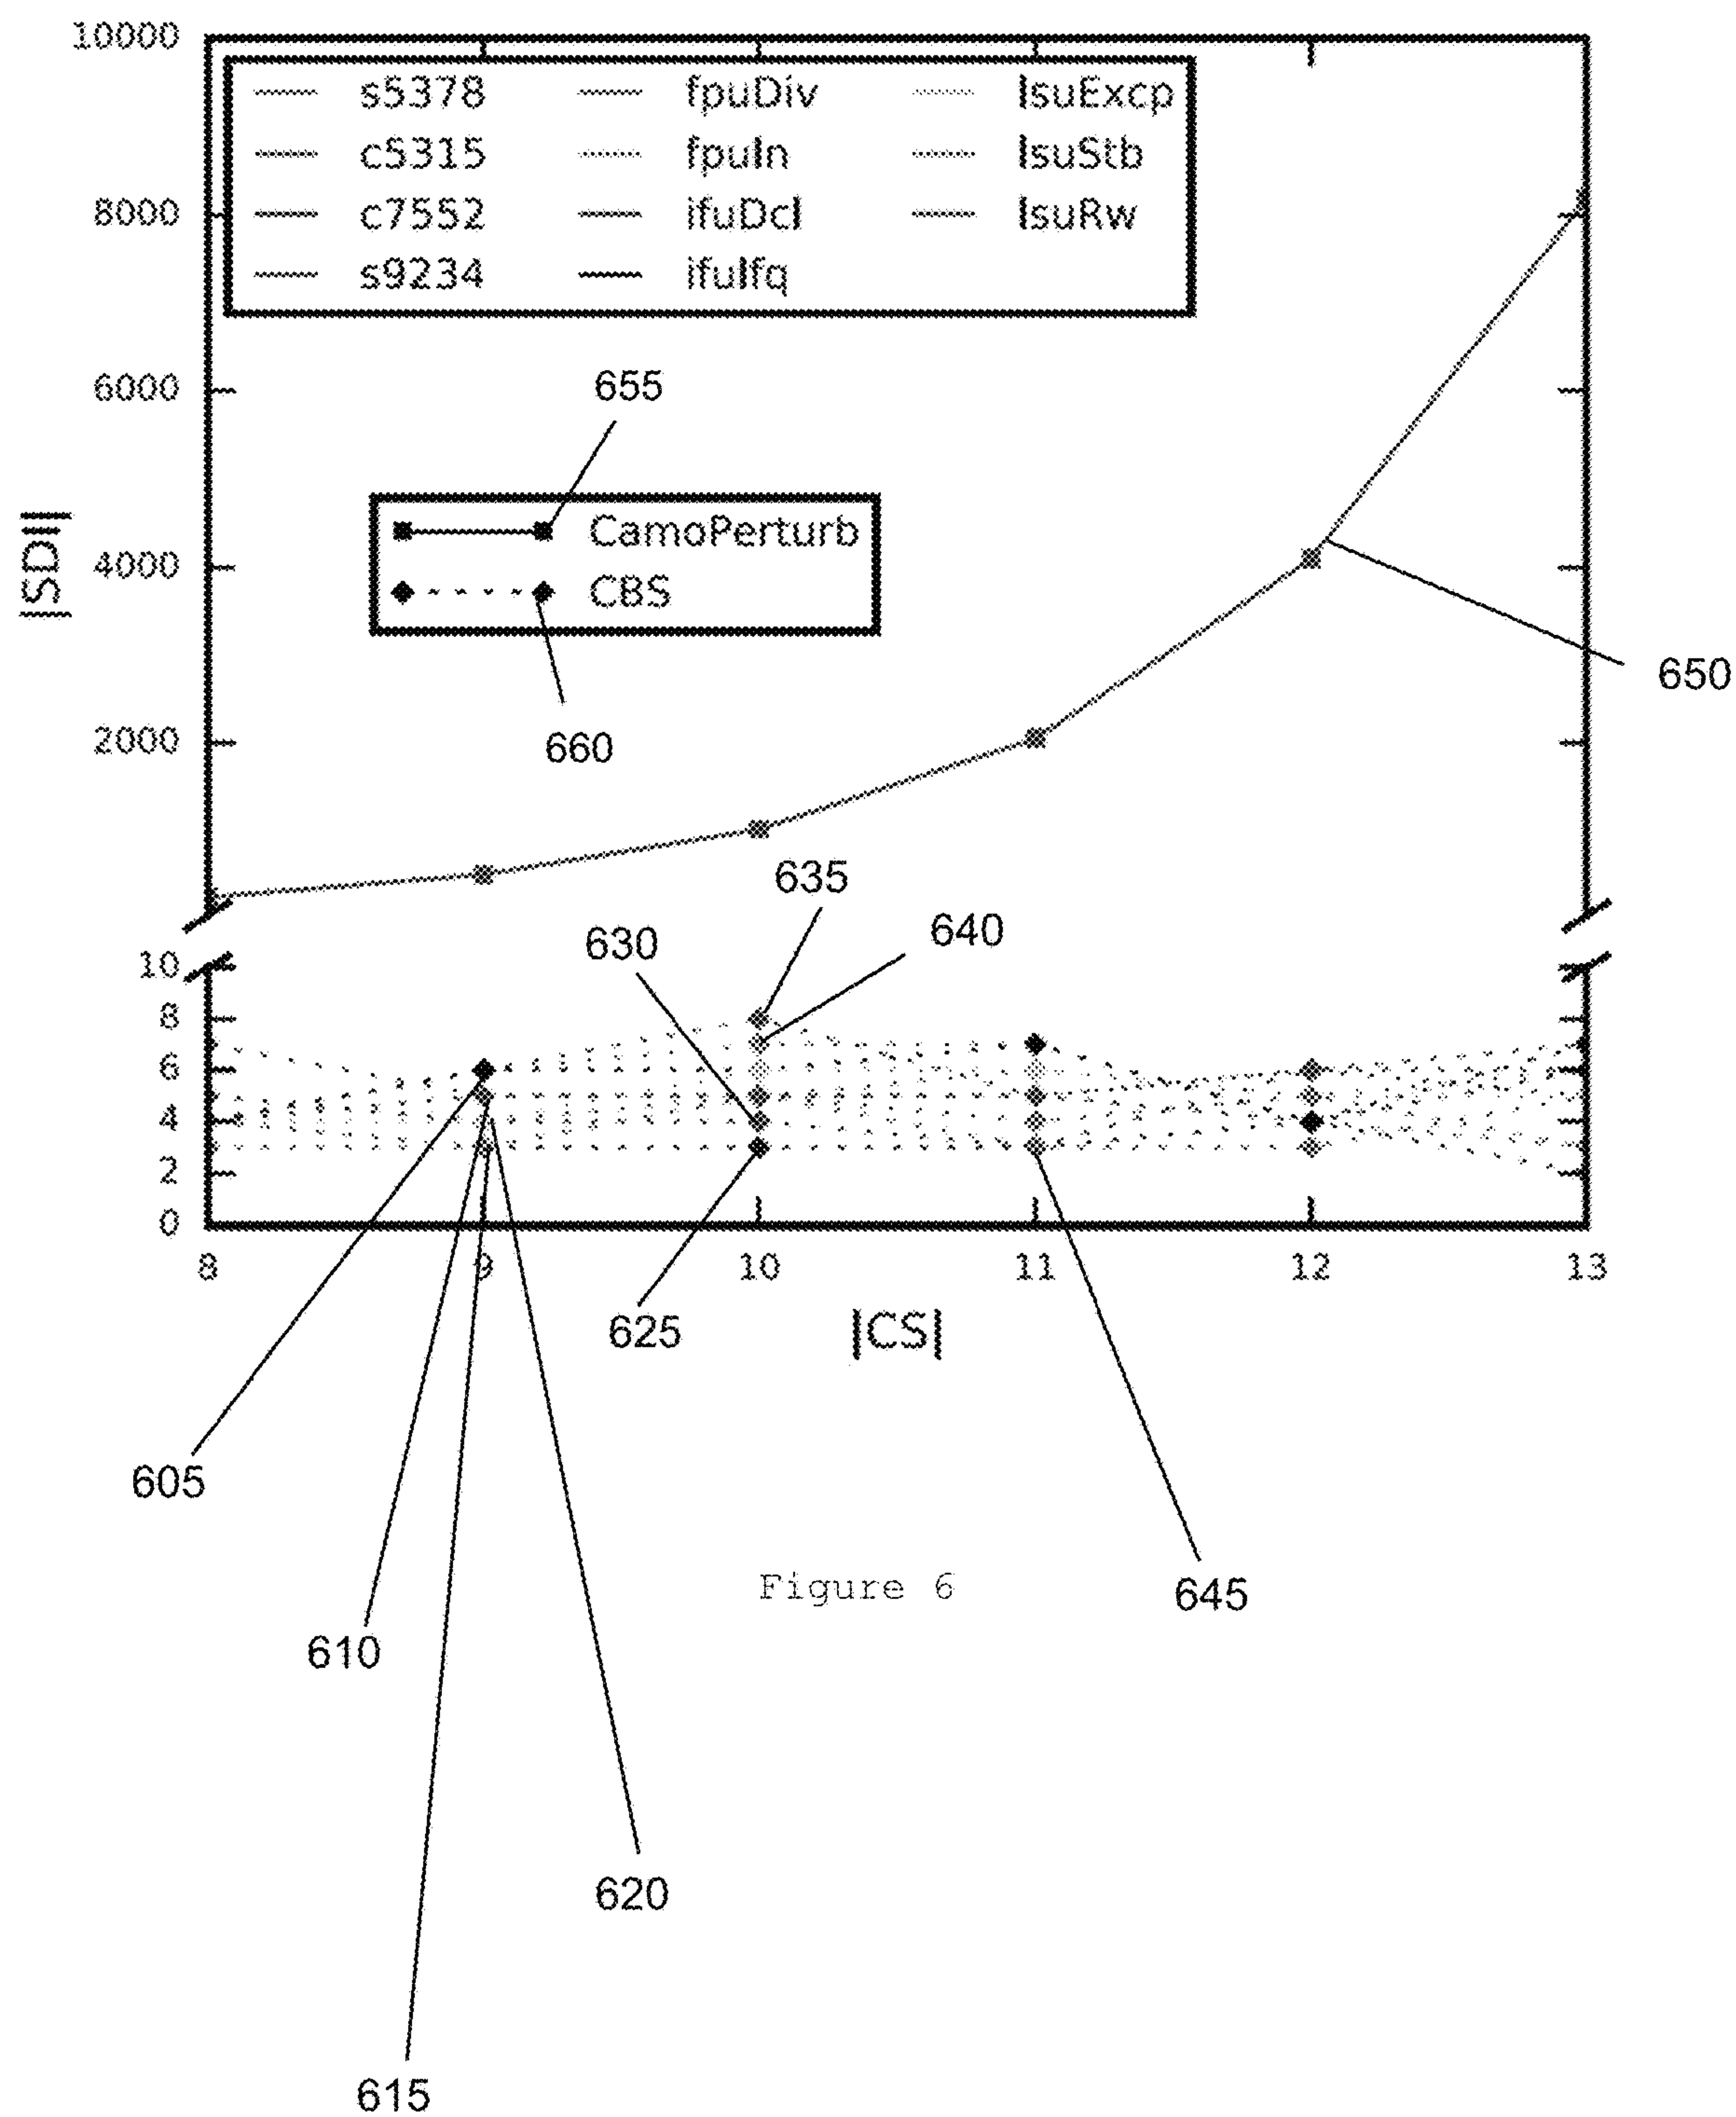 10000
s5378 fpuDiv lsuExcp
c5315 fpuIn lsuStb
8000
c7552 ifuDcl lsuRw
s9234 ifuIfq
6000
655
|SDI|
4000
CamoPerturb
CBS
650
2000
660
635
640
630
10
8
6
4
2
0
8 9 10 11 12 13
625
|CS|
605
Figure 6
645
610
620
615